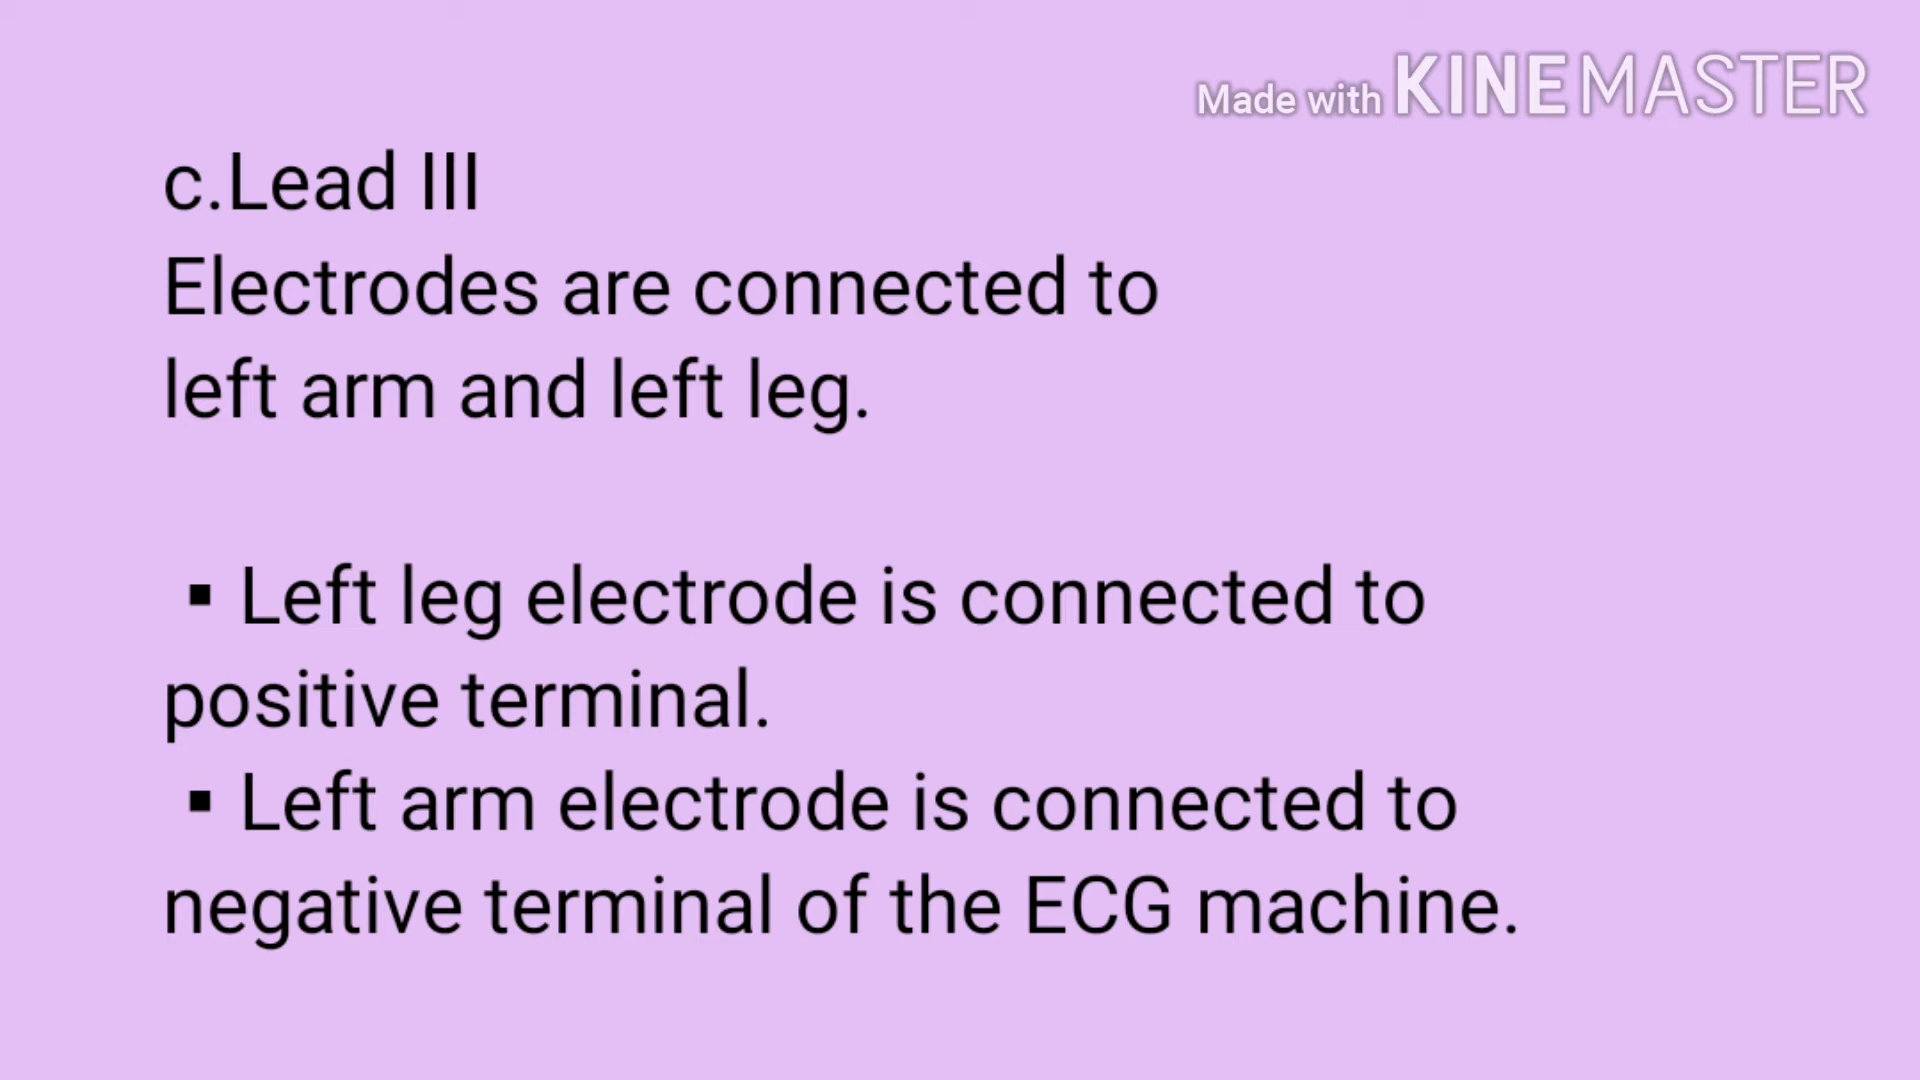 Made with KINEMASTER
c.Lead III
Electrodes are connected to
left arm and left leg.
▪ Left leg electrode is connected to
positive terminal.
▪ Left arm electrode is connected to
negative terminal of the ECG machine.